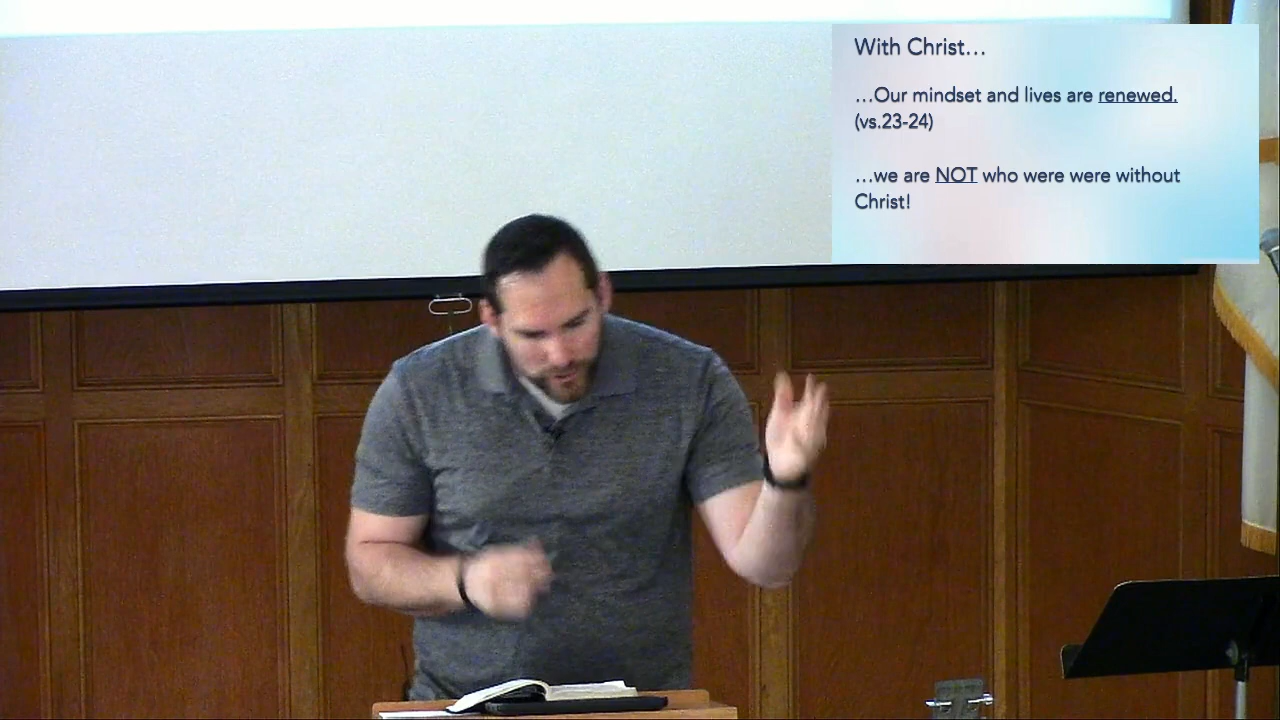 With Christ…
…Our mindset and lives are renewed.
(vs.23-24)
…we are NOT who were were without
Christ!